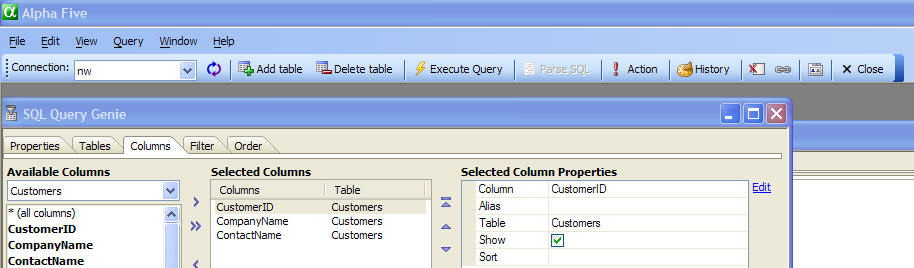 Alpha Five
File Edit View Query Window Help
Connection: nw Add table Delete table Execute Query Parse SQL Action History Close
SQL Query Genie
Properties Tables Columns Filter Order
Available Columns Selected Columns Selected Column Properties
Customers Columns Table Column CustomerID Edit
* (all columns) CustomerID Customers Alias
CustomerID CompanyName Customers Table Customers
CompanyName ContactName Customers Show
ContactName Sort